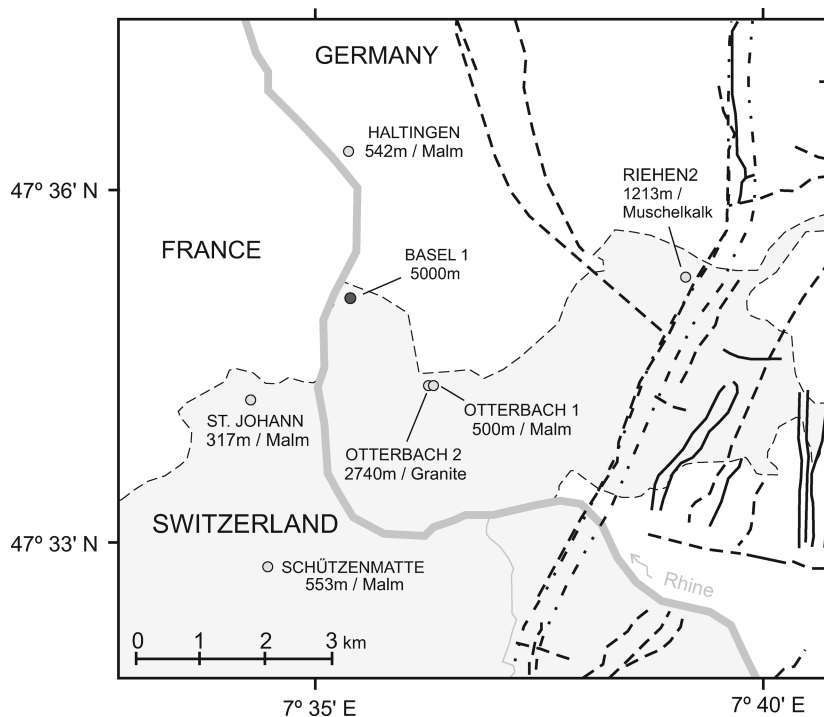 GERMANY
HALTINGEN
542m / Malm
47º 36' N
RIEHEN2
1213m /
Muschelkalk
FRANCE
BASEL 1
5000m
ST. JOHANN
317m / Malm
OTTERBACH 1
500m / Malm
OTTERBACH 2
2740m / Granite
SWITZERLAND
47º 33' N
SCHŰTZENMATTE
553m / Malm
Rhine
0 1 2 3 km
7º 35' E
7º 40' E